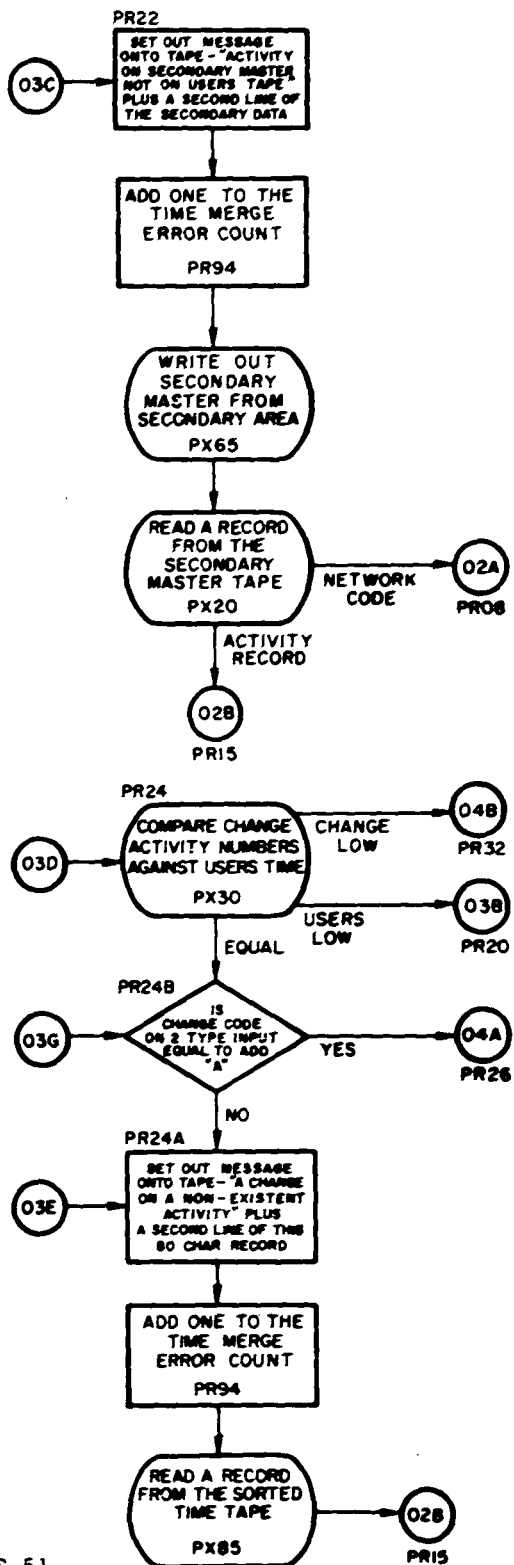 PR22
SET OUT MESSAGE
ONTO TAPE-"ACTIVITY
ON SECONDARY MASTER
NOT ON USERS TAPE"
PLUS A SECOND LINE OF
THE SECONDARY DATA
03C
ADD ONE TO THE
TIME MERGE
ERROR COUNT
PR94
WRITE OUT
SECONDARY
MASTER FROM
SECONDARY AREA
PX65
READ A RECORD
FROM THE
SECONDARY
MASTER TAPE
PX20
NETWORK
CODE
02A
PR08
ACTIVITY
RECORD
02B
PR15
PR24
COMPARE CHANGE
ACTIVITY NUMBERS
AGAINST USERS TIME
PX30
03D
CHANGE
LOW
04B
PR32
USERS
LOW
03B
PR20
EQUAL
PR24B
IS
CHANGE CODE
ON 2 TYPE INPUT
EQUAL TO ADD
"A"
03G
YES
04A
PR26
NO
PR24A
SET OUT MESSAGE
ONTO TAPE-"A CHANGE
ON A NON-EXISTENT
ACTIVITY" PLUS
A SECOND LINE OF THIS
80 CHAR RECORD
03E
ADD ONE TO THE
TIME MERGE
ERROR COUNT
PR94
READ A RECORD
FROM THE SORTED
TIME TAPE
PX85
02B
PR15